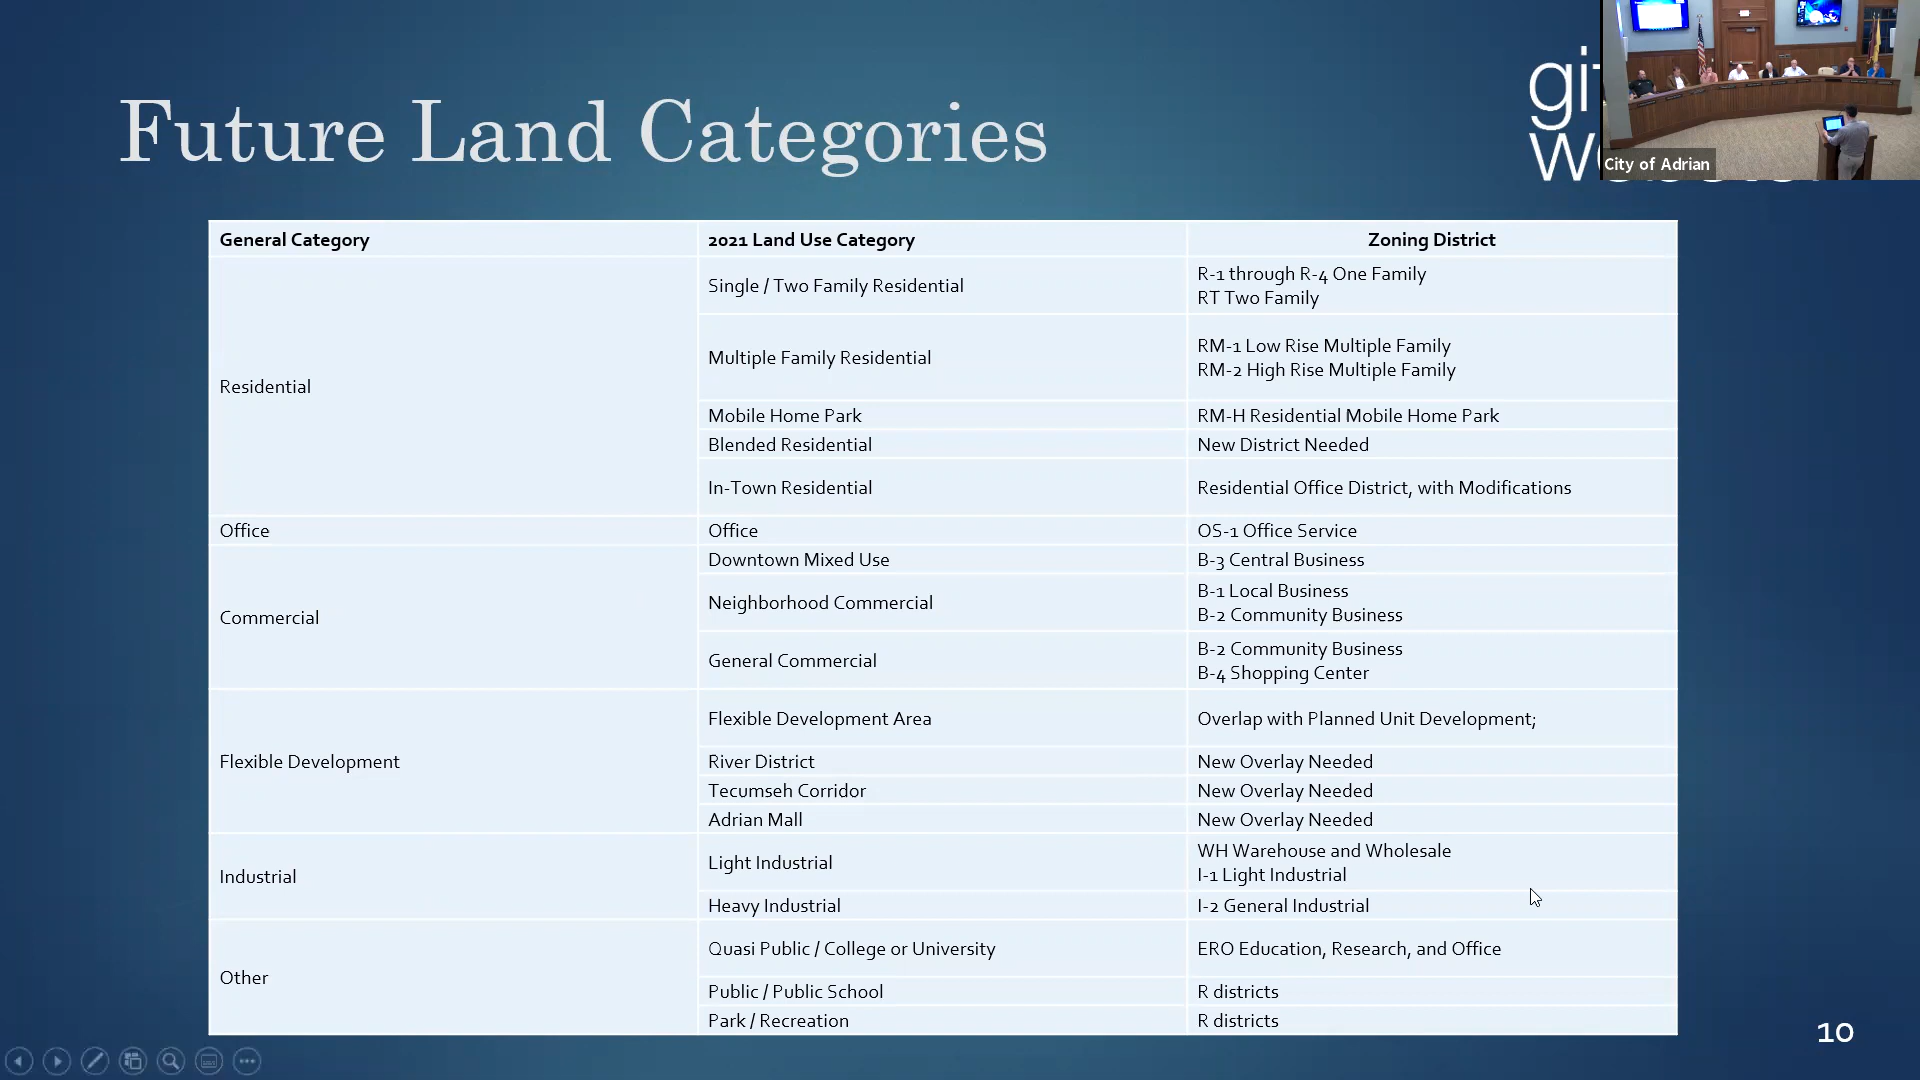 Future Land Categories
City of Adrian
General Category 2021 Land Use Category Zoning District
Residential
Single / Two Family Residential
R-1 through R-4 One Family
RT Two Family
Multiple Family Residential
RM-1 Low Rise Multiple Family
RM-2 High Rise Multiple Family
Mobile Home Park
RM-H Residential Mobile Home Park
Blended Residential
New District Needed
In-Town Residential
Residential Office District, with Modifications
Office
Office
OS-1 Office Service
Commercial
Downtown Mixed Use
B-3 Central Business
Neighborhood Commercial
B-1 Local Business
B-2 Community Business
General Commercial
B-2 Community Business
B-4 Shopping Center
Flexible Development
Flexible Development Area
Overlap with Planned Unit Development;
River District
New Overlay Needed
Tecumseh Corridor
New Overlay Needed
Adrian Mall
New Overlay Needed
Industrial
Light Industrial
WH Warehouse and Wholesale
I-1 Light Industrial
Heavy Industrial
I-2 General Industrial
Other
Quasi Public / College or University
ERO Education, Research, and Office
Public / Public School
R districts
Park / Recreation
R districts
10